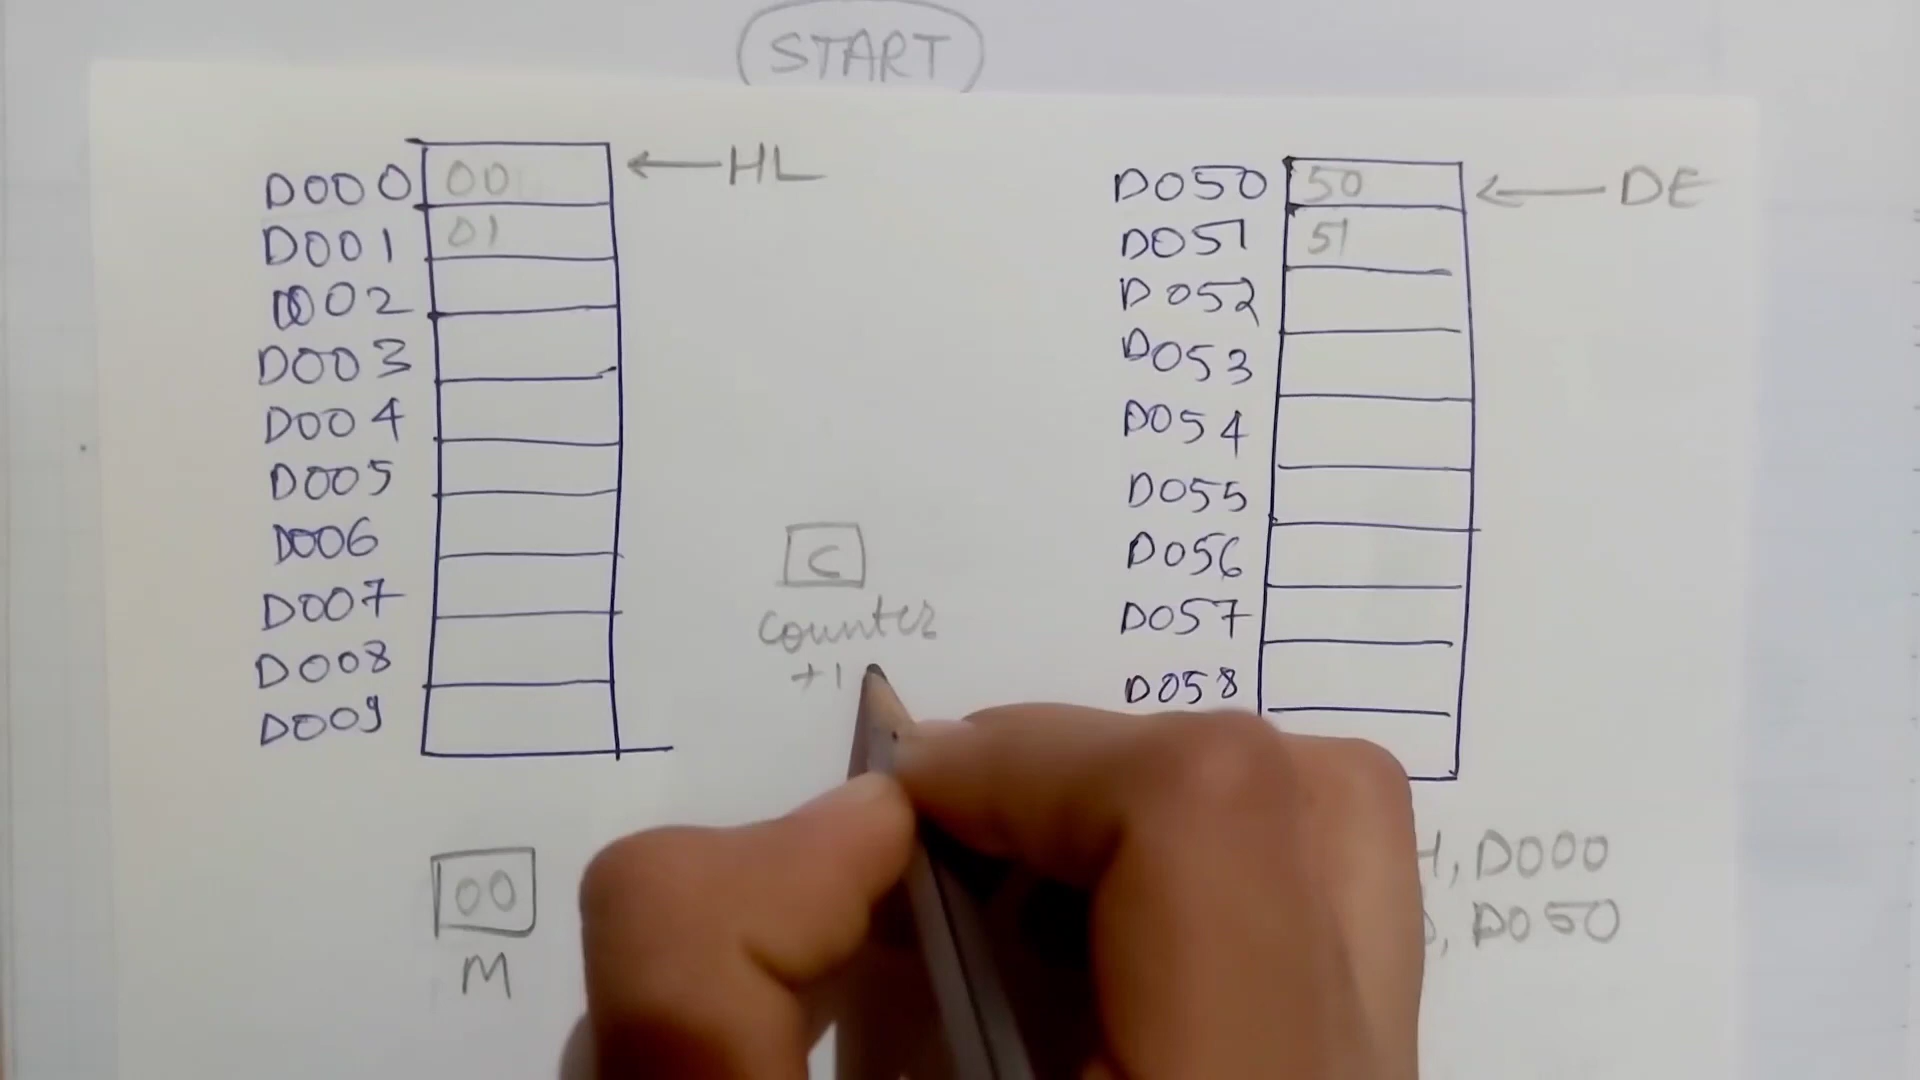 START
D000 00 ← HL
D001 01
D002
D003
D004
D005
D006
D007
D008
D009
D050 50 ← DE
D051 51
D052
D053
D054
D055
D056
D057
D058
C
Counter
+1
00
M
, D000
, D050